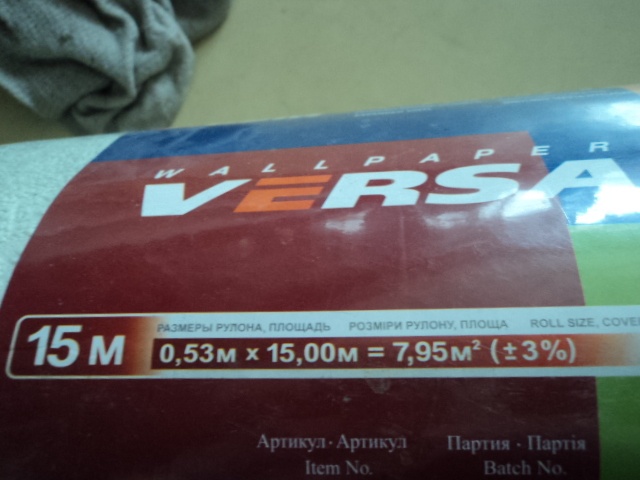 WALLPAPER
VERSA
РАЗМЕРЫ РУЛОНА, ПЛОЩАДЬ РОЗМІРИ РУЛОНУ, ПЛОЩА ROLL SIZE, COVE
15 м 0,53м × 15,00м = 7,95м² (±3%)
Артикул · Артикул Партия · Партія
Item No. Batch No.